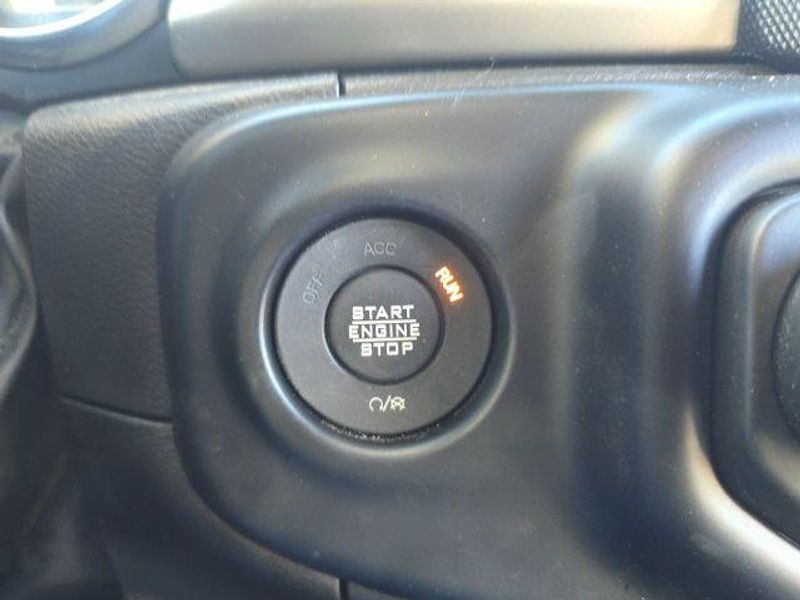 OFF
ACC
RUN
START
ENGINE
STOP